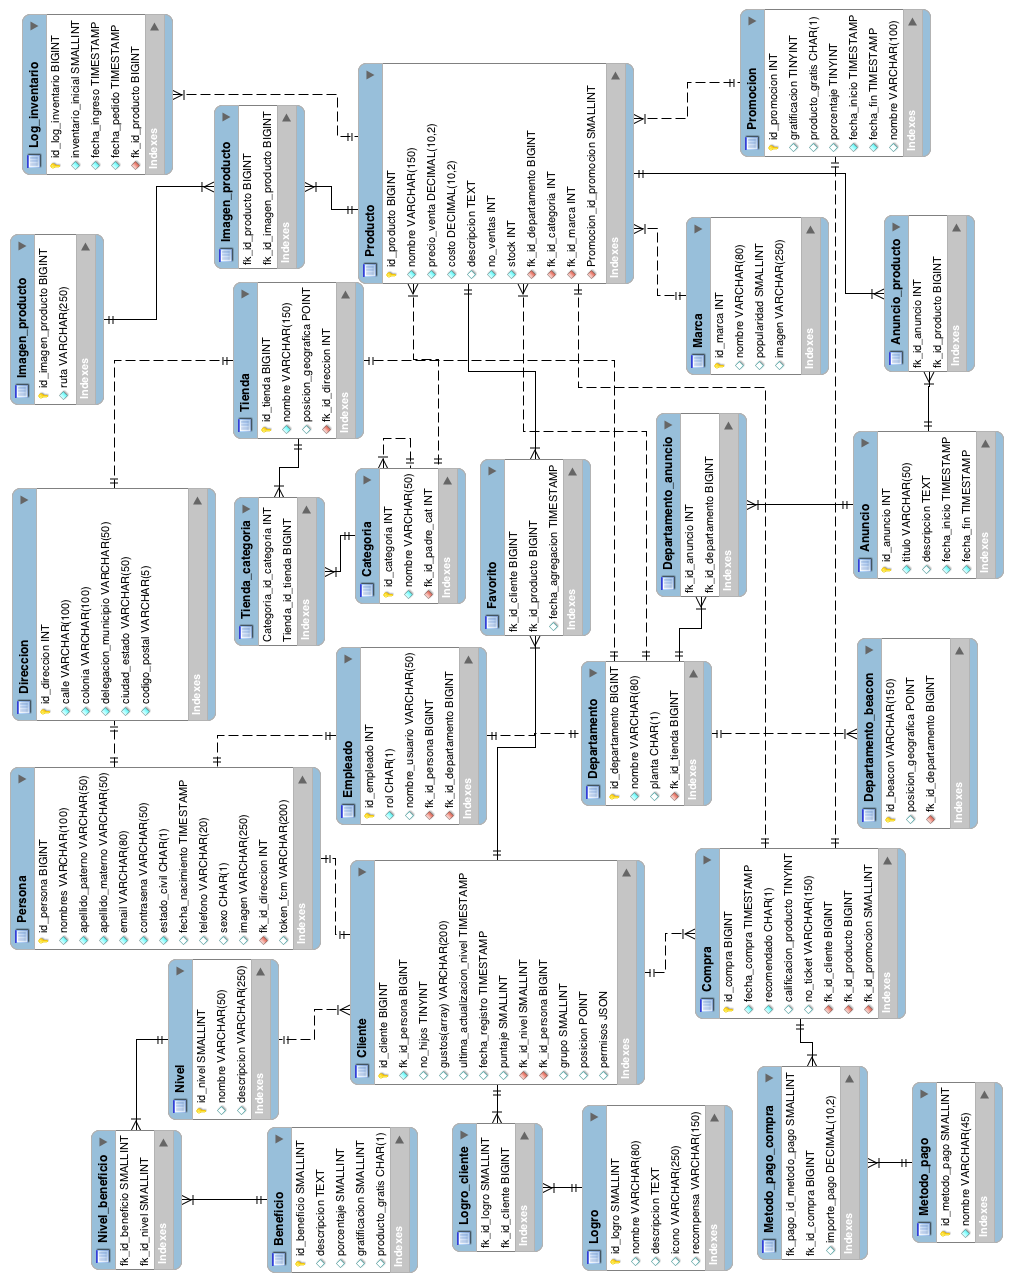 Log_inventario
id_log_inventario BIGINT
inventario_inicial SMALLINT
fecha_ingreso TIMESTAMP
fecha_pedido TIMESTAMP
fk_id_producto BIGINT
Indexes
Imagen_producto
fk_id_producto BIGINT
fk_id_imagen_producto BIGINT
Indexes
Imagen_producto
id_imagen_producto BIGINT
ruta VARCHAR(250)
Indexes
Producto
id_producto BIGINT
nombre VARCHAR(150)
precio_venta DECIMAL(10,2)
costo DECIMAL(10,2)
descripcion TEXT
no_ventas INT
stock INT
fk_id_departamento BIGINT
fk_id_categoria INT
fk_id_marca INT
Promocion_id_promocion SMALLINT
Indexes
Promocion
id_promocion INT
gratificacion TINYINT
producto_gratis CHAR(1)
porcentaje TINYINT
fecha_inicio TIMESTAMP
fecha_fin TIMESTAMP
nombre VARCHAR(100)
Indexes
Tienda
id_tienda BIGINT
nombre VARCHAR(150)
posicion_geografica POINT
fk_id_direccion INT
Indexes
Marca
id_marca INT
nombre VARCHAR(80)
popularidad SMALLINT
imagen VARCHAR(250)
Indexes
Anuncio_producto
fk_id_anuncio INT
fk_id_producto BIGINT
Indexes
Direccion
id_direccion INT
calle VARCHAR(100)
colonia VARCHAR(100)
delegacion_municipio VARCHAR(50)
ciudad_estado VARCHAR(50)
codigo_postal VARCHAR(5)
Indexes
Tienda_categoria
Categoria_id_categoria INT
Tienda_id_tienda BIGINT
Indexes
Categoria
id_categoria INT
nombre VARCHAR(50)
fk_id_padre_cat INT
Indexes
Favorito
fk_id_cliente BIGINT
fk_id_producto BIGINT
fecha_agregacion TIMESTAMP
Indexes
Departamento_anuncio
fk_id_anuncio INT
fk_id_departamento BIGINT
Indexes
Anuncio
id_anuncio INT
titulo VARCHAR(50)
descripcion TEXT
fecha_inicio TIMESTAMP
fecha_fin TIMESTAMP
Indexes
Persona
id_persona BIGINT
nombres VARCHAR(100)
apellido_paterno VARCHAR(50)
apellido_materno VARCHAR(50)
email VARCHAR(80)
contrasena VARCHAR(50)
estado_civil CHAR(1)
fecha_nacimiento TIMESTAMP
telefono VARCHAR(20)
sexo CHAR(1)
imagen VARCHAR(250)
fk_id_direccion INT
token_fcm VARCHAR(200)
Indexes
Empleado
id_empleado INT
rol CHAR(1)
nombre_usuario VARCHAR(50)
fk_id_persona BIGINT
fk_id_departamento BIGINT
Indexes
Departamento
id_departamento BIGINT
nombre VARCHAR(80)
planta CHAR(1)
fk_id_tienda BIGINT
Indexes
Departamento_beacon
id_beacon VARCHAR(150)
posicion_geografica POINT
fk_id_departamento BIGINT
Indexes
Nivel
id_nivel SMALLINT
nombre VARCHAR(50)
descripcion VARCHAR(250)
Indexes
Cliente
id_cliente BIGINT
fk_id_persona BIGINT
no_hijos TINYINT
gustos(array) VARCHAR(200)
utima_actualizacion_nivel TIMESTAMP
fecha_registro TIMESTAMP
puntaje SMALLINT
fk_id_nivel SMALLINT
fk_id_persona BIGINT
grupo SMALLINT
posicion POINT
permisos JSON
Indexes
Compra
id_compra BIGINT
fecha_compra TIMESTAMP
recomendado CHAR(1)
calificacion_producto TINYINT
no_ticket VARCHAR(150)
fk_id_cliente BIGINT
fk_id_producto BIGINT
fk_id_promocion SMALLINT
Indexes
Nivel_beneficio
fk_id_beneficio SMALLINT
fk_id_nivel SMALLINT
Indexes
Beneficio
id_beneficio SMALLINT
descripcion TEXT
porcentaje SMALLINT
gratificacion SMALLINT
producto_gratis CHAR(1)
Indexes
Logro_cliente
fk_id_logro SMALLINT
fk_id_cliente BIGINT
Indexes
Logro
id_logro SMALLINT
nombre VARCHAR(80)
descripcion TEXT
icono VARCHAR(250)
recompensa VARCHAR(150)
Indexes
Metodo_pago_compra
fk_pago_id_metodo_pago SMALLINT
fk_id_compra BIGINT
importe_pago DECIMAL(10,2)
Indexes
Metodo_pago
id_metodo_pago SMALLINT
nombre VARCHAR(45)
Indexes